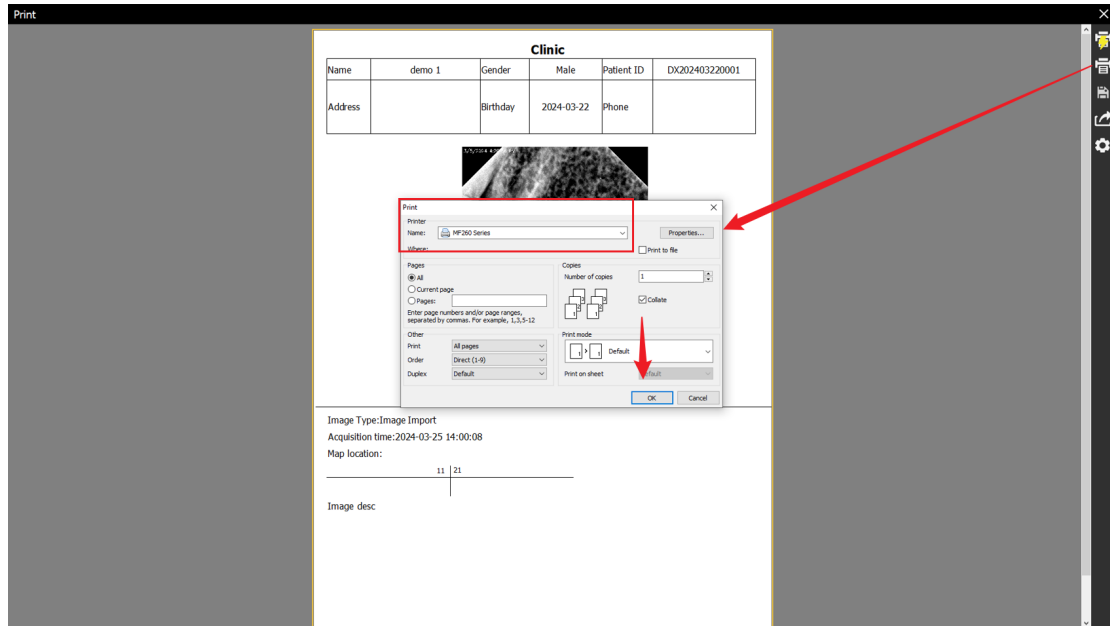 Print
Clinic
Name demo 1 Gender Male Patient ID DX202403220001
Address Birthday 2024-03-22 Phone
Print
Printer
Name: MF260 Series Properties...
Where: Print to file
Pages
All
Current page
Pages:
Enter page numbers and/or page ranges,
separated by commas. For example, 1,3,5-12
Copies
Number of copies 1
Collate
Other
Print All pages
Order Direct (1-9)
Duplex Default
Print mode
Default
Print on sheet
OK Cancel
Image Type:Image Import
Acquisition time:2024-03-25 14:00:08
Map location:
11 21
Image desc